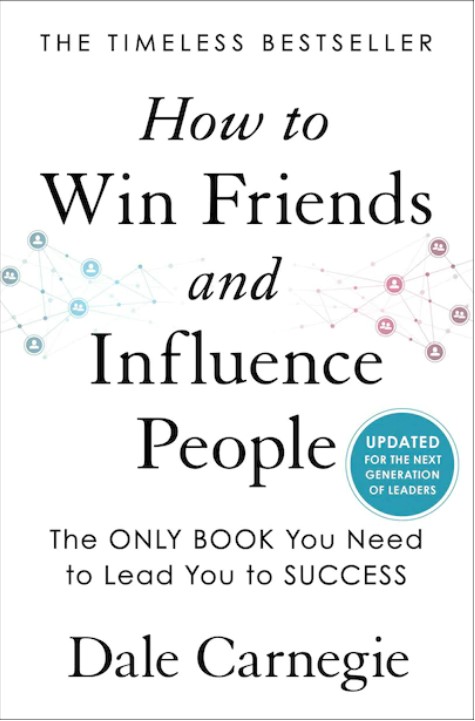 THE TIMELESS BESTSELLER
How to
Win Friends
and
Influence
People
UPDATED
FOR THE NEXT
GENERATION
OF LEADERS
The ONLY BOOK You Need
to Lead You to SUCCESS
Dale Carnegie